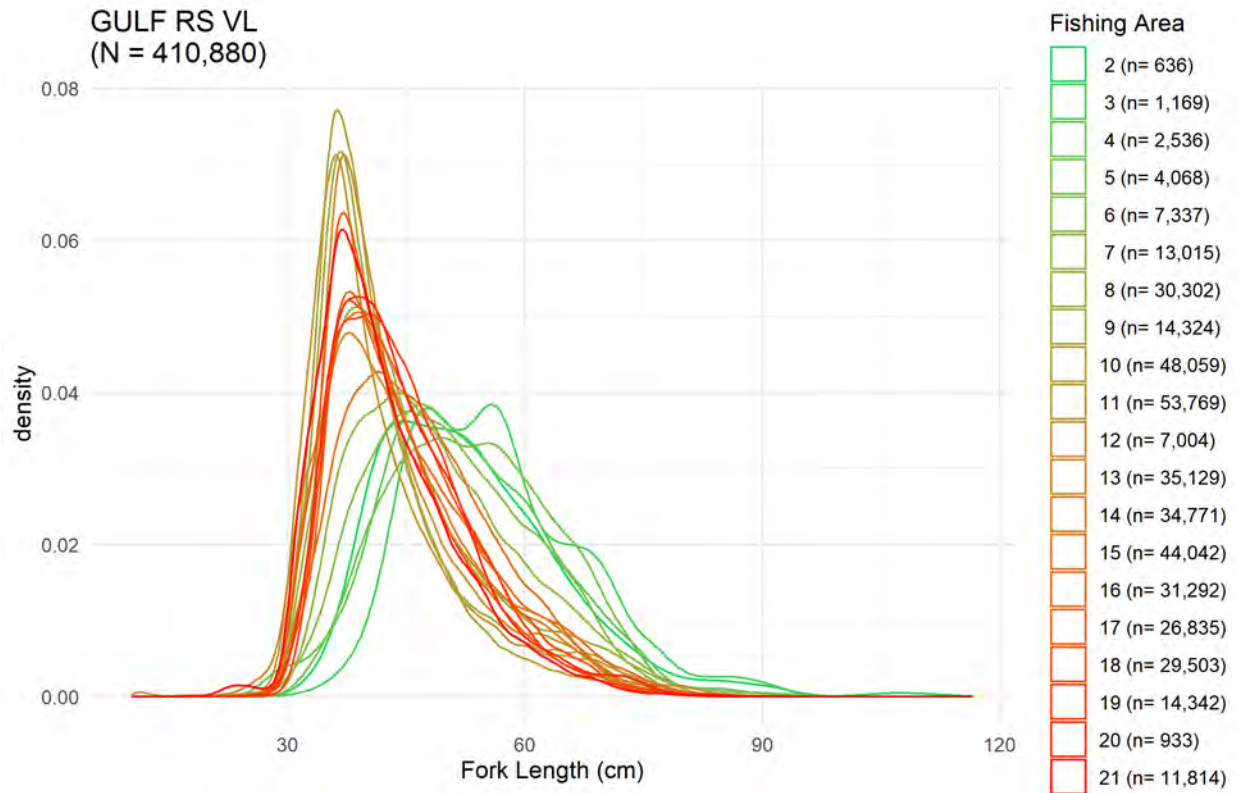 GULF RS VL
(N = 410,880)
Fishing Area
2 (n= 636)
3 (n= 1,169)
4 (n= 2,536)
5 (n= 4,068)
6 (n= 7,337)
7 (n= 13,015)
8 (n= 30,302)
9 (n= 14,324)
10 (n= 48,059)
11 (n= 53,769)
12 (n= 7,004)
13 (n= 35,129)
14 (n= 34,771)
15 (n= 44,042)
16 (n= 31,292)
17 (n= 26,835)
18 (n= 29,503)
19 (n= 14,342)
20 (n= 933)
21 (n= 11,814)
0.08
0.06
0.04
0.02
0.00
density
30
60
90
120
Fork Length (cm)